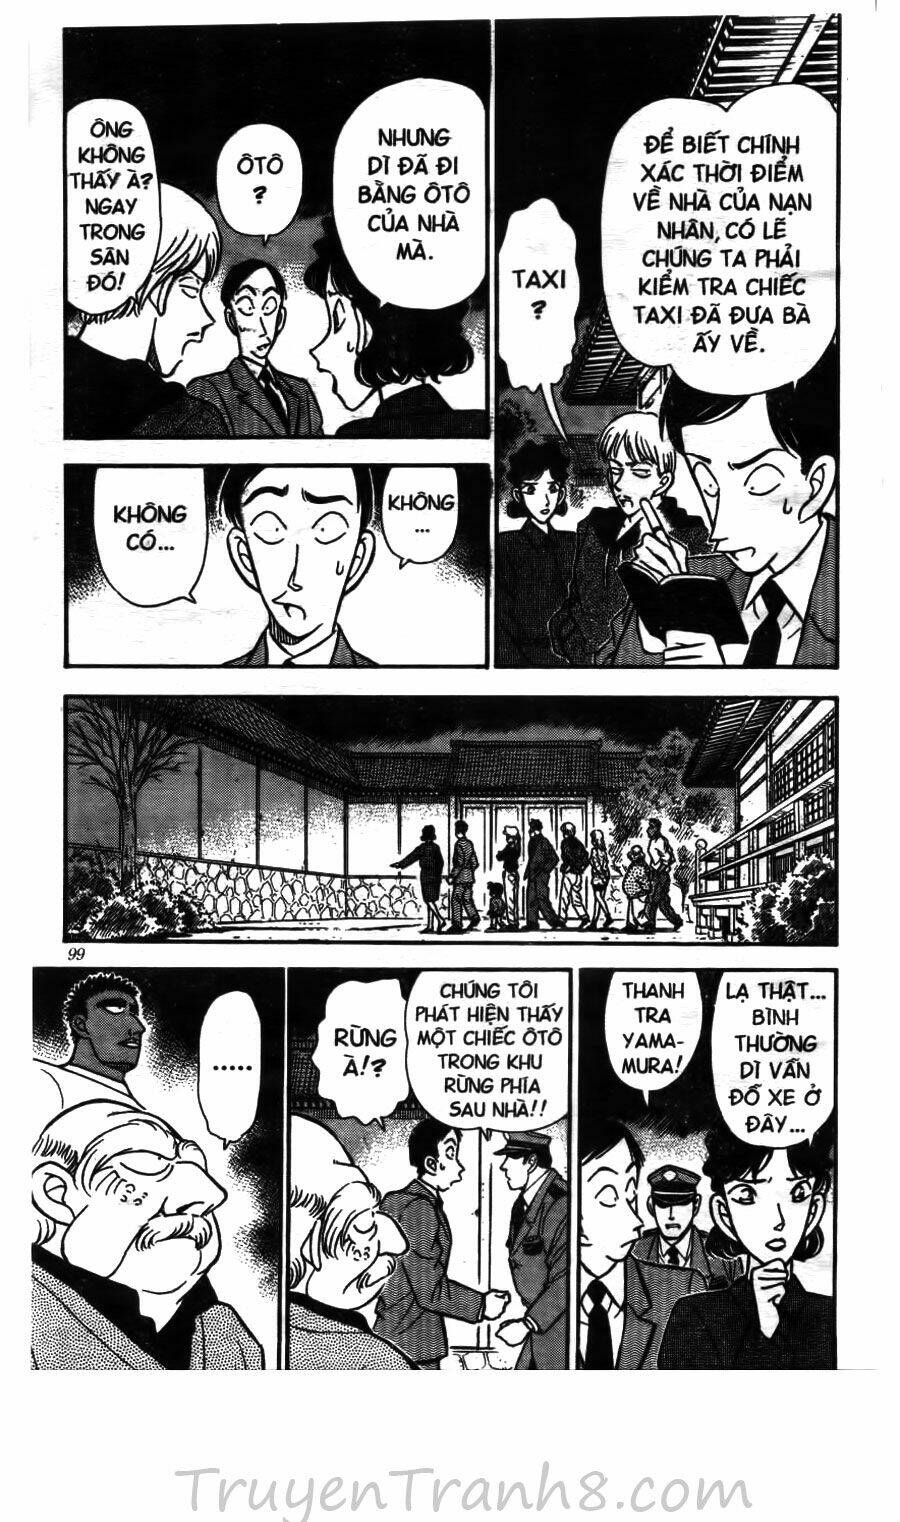 ĐỂ BIẾT CHÍNH
XÁC THỜI ĐIỂM
VỀ NHÀ CỦA NẠN
NHÂN, CÓ LẼ
CHÚNG TA PHẢI
KIỂM TRA CHIẾC
TAXI ĐÃ ĐƯA BÀ
ẤY VỀ.
TAXI
?
NHƯNG
DÌ ĐÃ ĐI
BẰNG ÔTÔ
CỦA NHÀ
MÀ.
ÔTÔ
?
ÔNG
KHÔNG
THẤY À?
NGAY
TRONG
SÂN
ĐÓ!
KHÔNG
...
KHÔNG
CÓ...
99
LẠ THẬT...
BÌNH
THƯỜNG
DÌ VẪN
ĐỖ XE Ở
ĐÂY...
THANH
TRA
YAMA-
MURA!
CHÚNG TÔI
PHÁT HIỆN THẤY
MỘT CHIẾC ÔTÔ
TRONG KHU
RỪNG PHÍA
SAU NHÀ!!
RỪNG
À!?
.....
TruyenTranh8.com